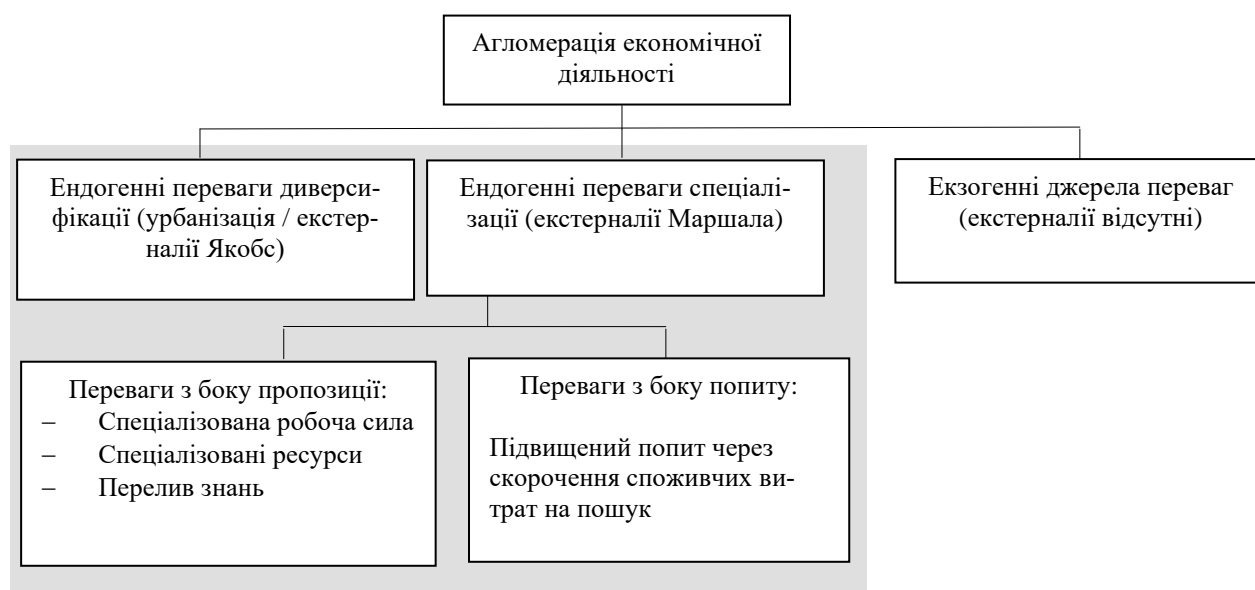 Агломерація економічної
діяльності
Ендогенні переваги диверси-
фікації (урбанізація / екстер-
налії Якобс)
Ендогенні переваги спеціалі-
зації (екстерналії Маршала)
Екзогенні джерела переваг
(екстерналії відсутні)
Переваги з боку пропозиції:
– Спеціалізована робоча сила
– Спеціалізовані ресурси
– Перелив знань
Переваги з боку попиту:
Підвищений попит через
скорочення споживчих ви-
трат на пошук